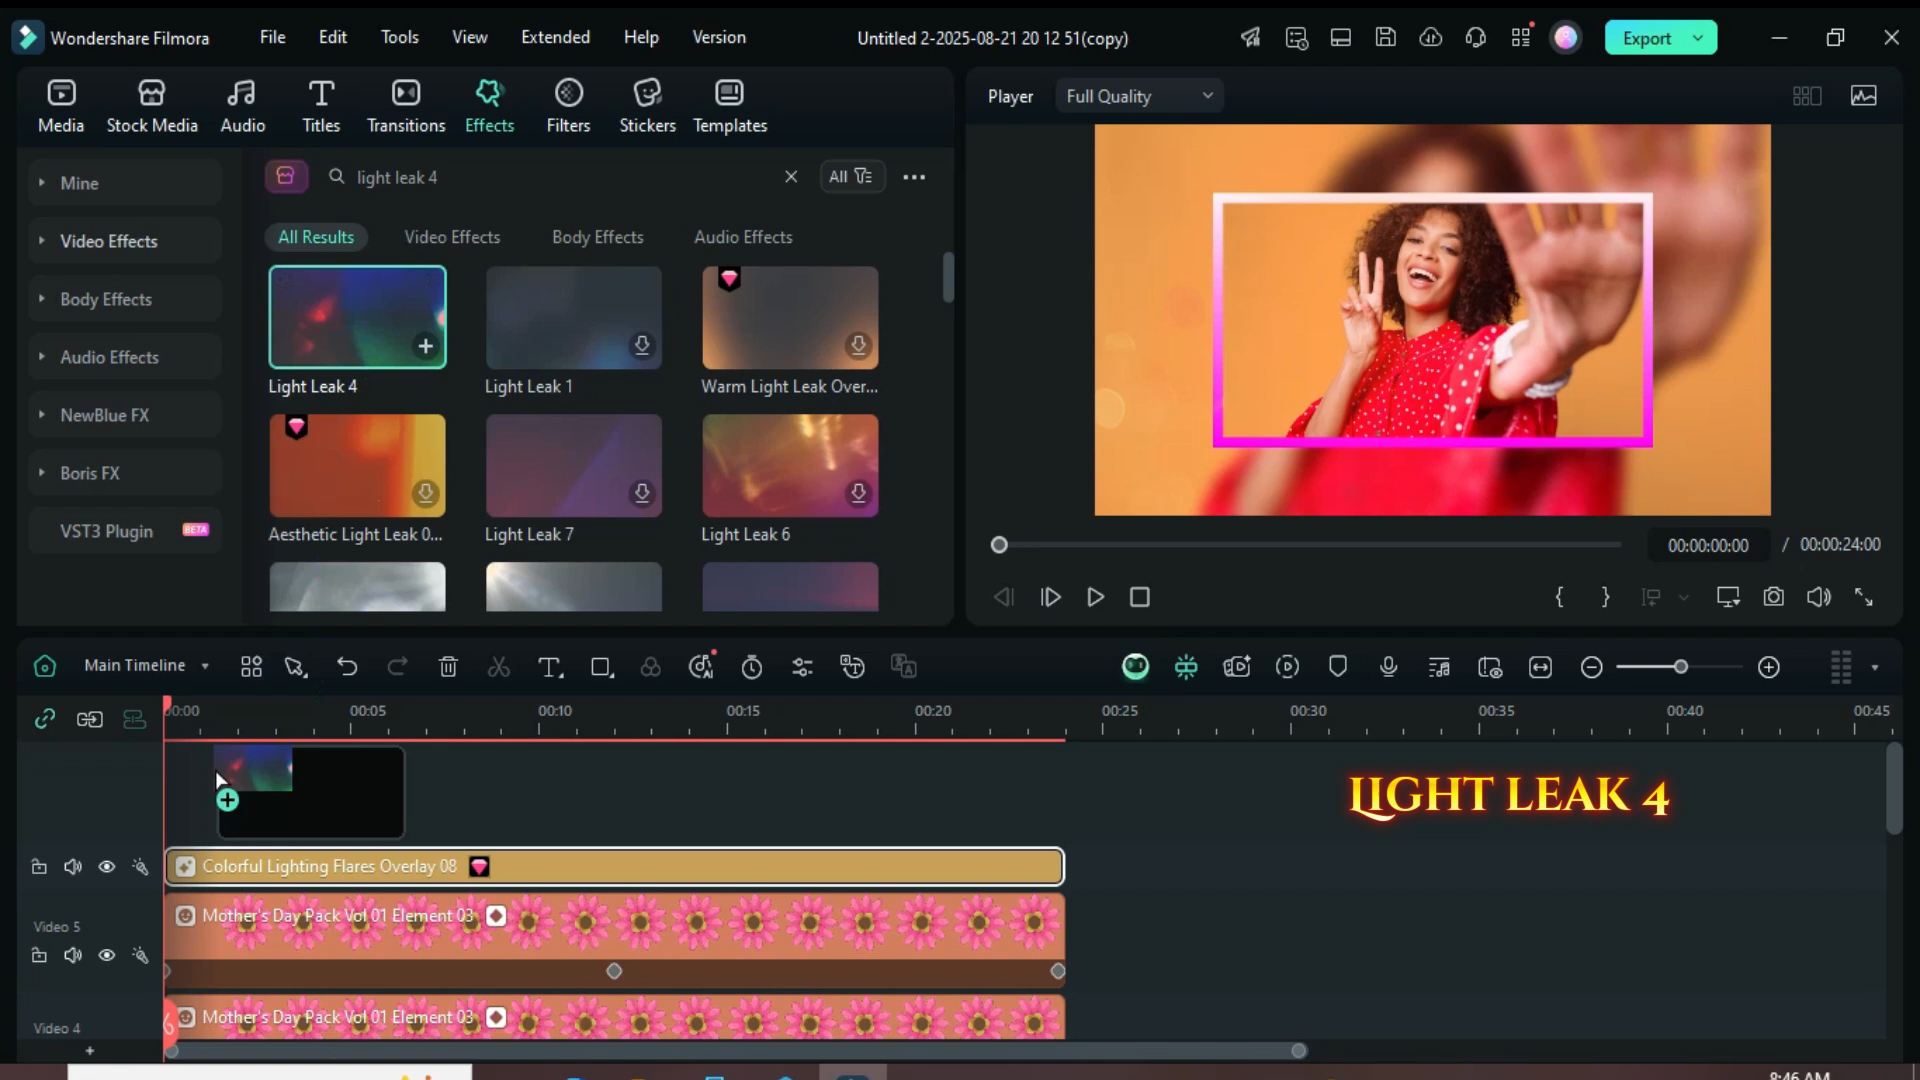 Wondershare Filmora
File
Edit
Tools
View
Extended
Help
Version
Untitled 2-2025-08-21 20 12 51(copy)
Export
Media
Stock Media
Audio
Titles
Transitions
Effects
Filters
Stickers
Templates
Player
Full Quality
Mine
Video Effects
Body Effects
Audio Effects
NewBlue FX
Boris FX
VST3 Plugin
BETA
light leak 4
All
All Results
Video Effects
Body Effects
Audio Effects
Light Leak 4
Light Leak 1
Warm Light Leak Over...
Aesthetic Light Leak 0...
Light Leak 7
Light Leak 6
00:00:00:00
/
00:00:24:00
Main Timeline
AI
00:00
00:05
00:10
00:15
00:20
00:25
00:30
00:35
00:40
00:45
LIGHT LEAK 4
Colorful Lighting Flares Overlay 08
Video 5
Mother's Day Pack Vol 01 Element 03
Video 4
Mother's Day Pack Vol 01 Element 03
8:46 AM